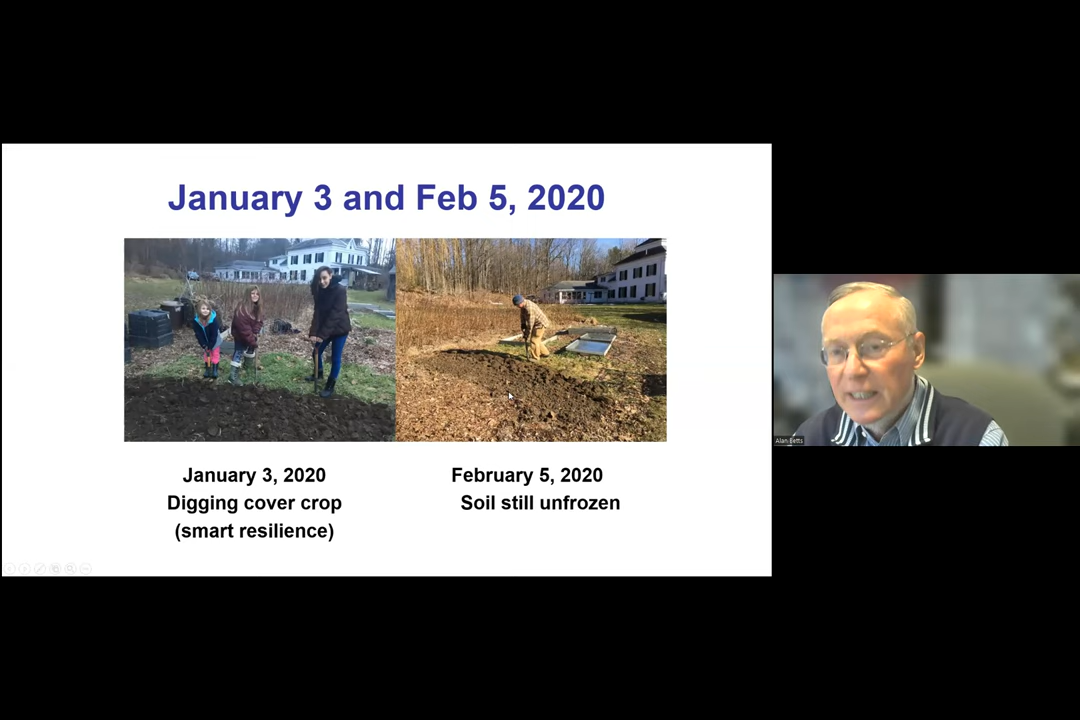 January 3 and Feb 5, 2020
January 3, 2020
Digging cover crop
(smart resilience)
February 5, 2020
Soil still unfrozen
Alan Betts